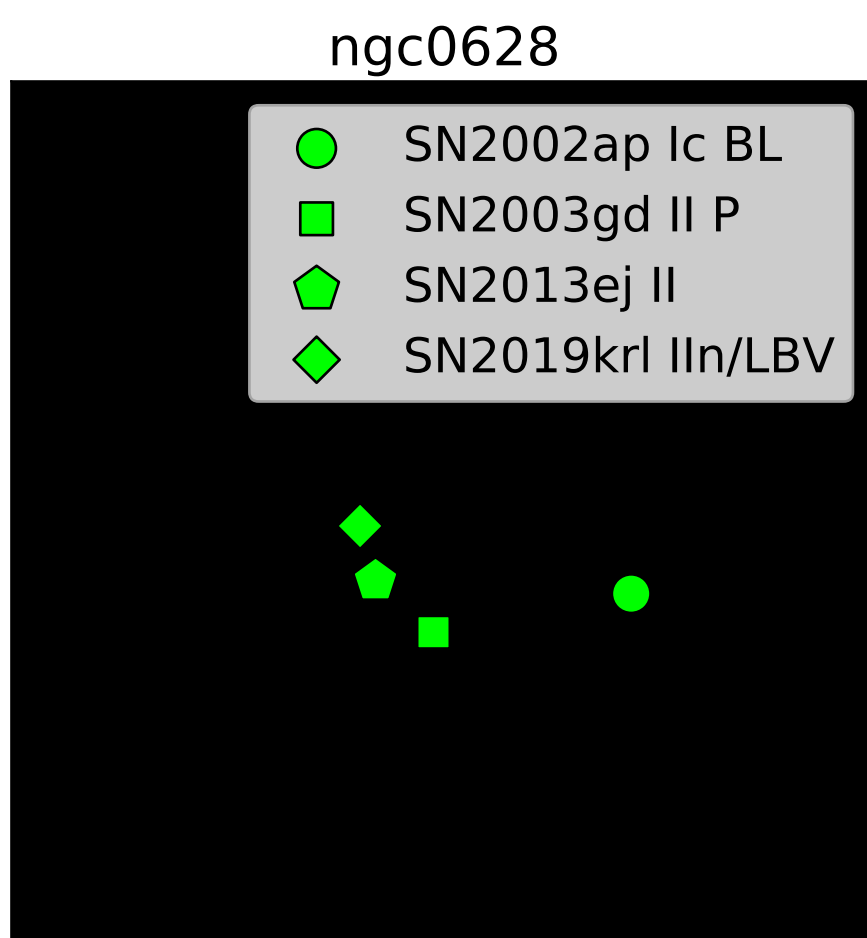 ngc0628
SN2002ap Ic BL
SN2003gd II P
SN2013ej II
SN2019krl IIn/LBV